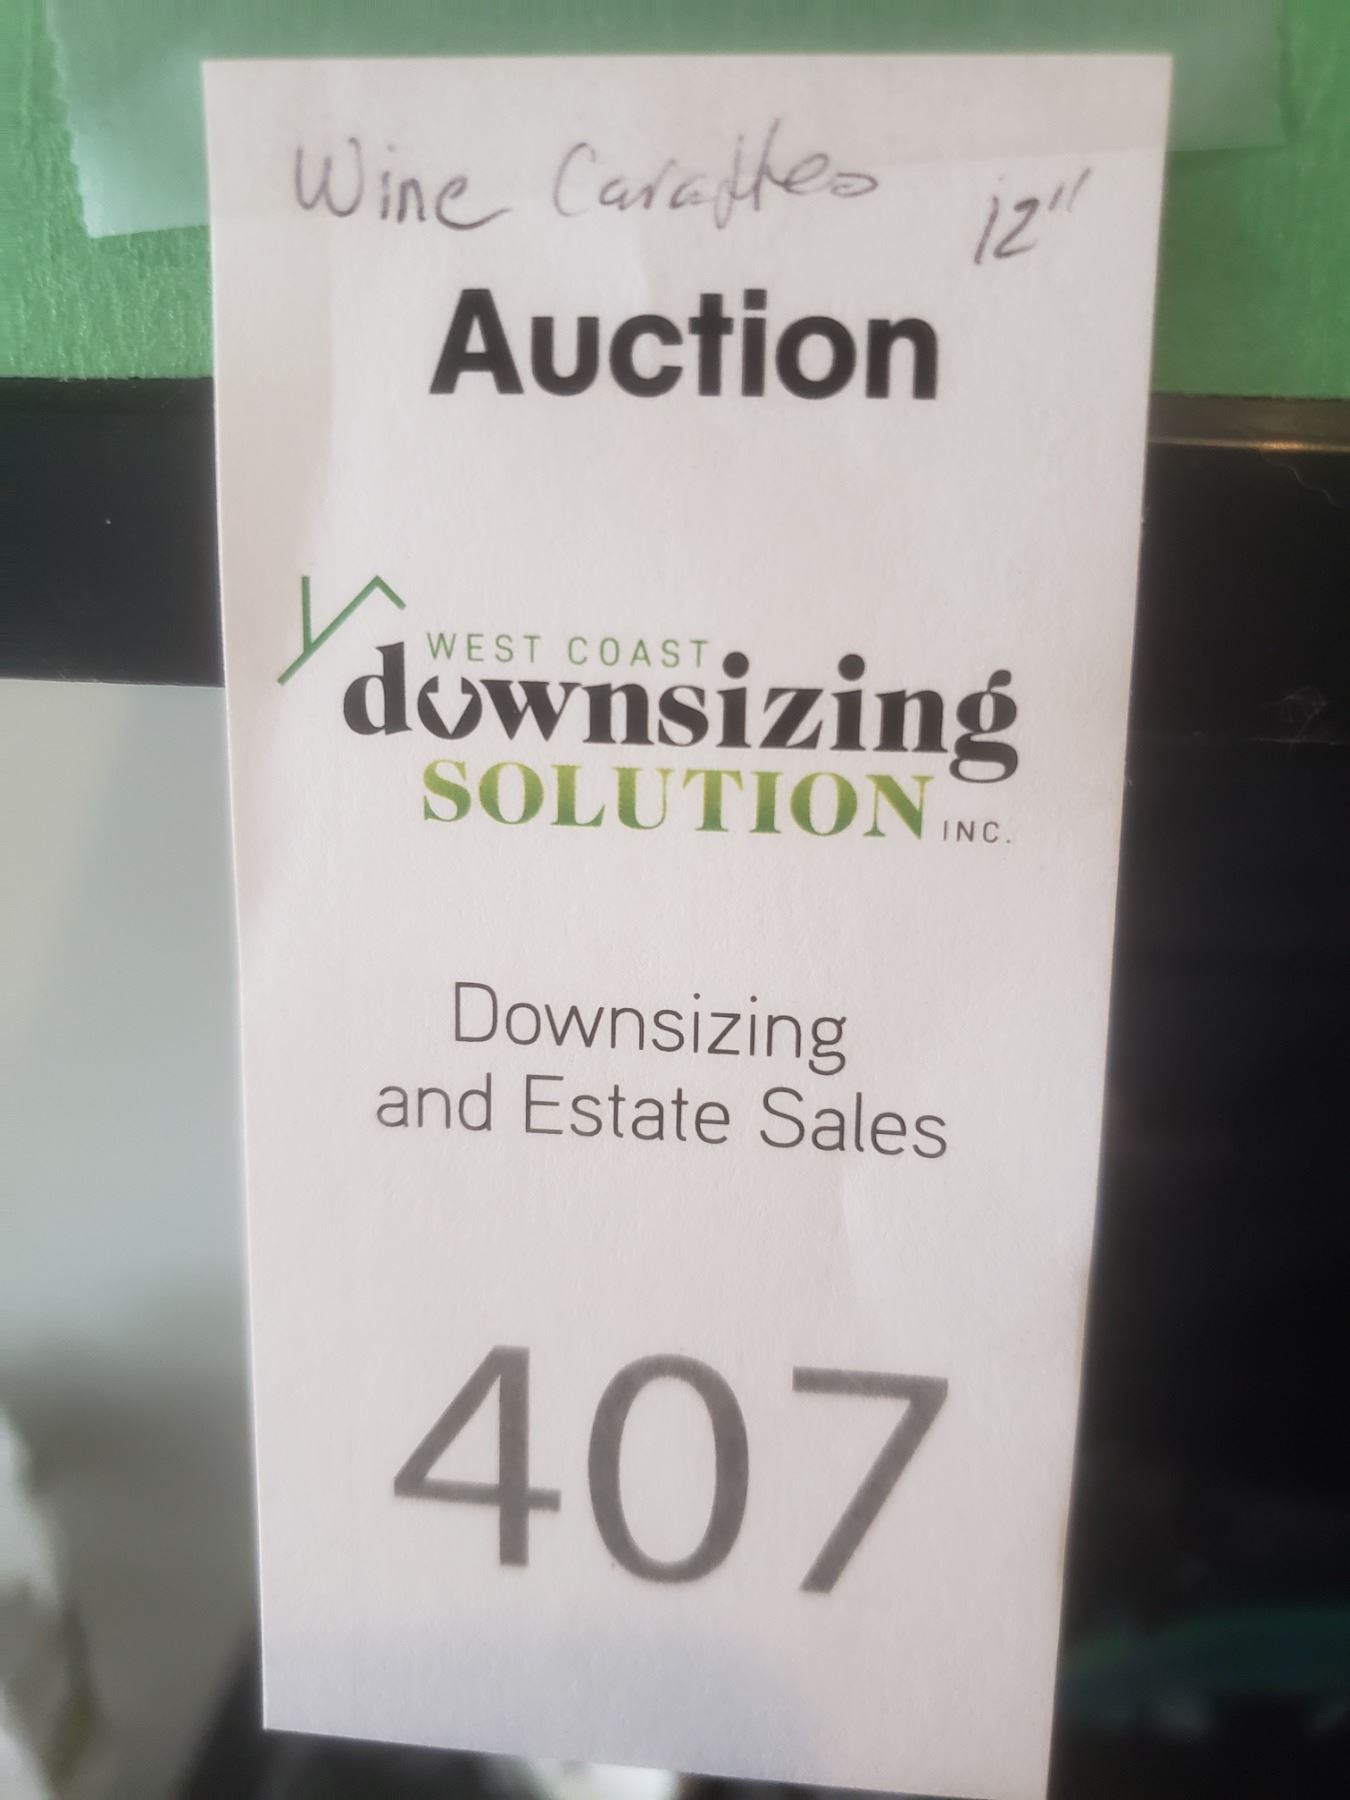 Wine Caraffes 12"
Auction
WEST COAST
downsizing
SOLUTION INC.
Downsizing
and Estate Sales
407